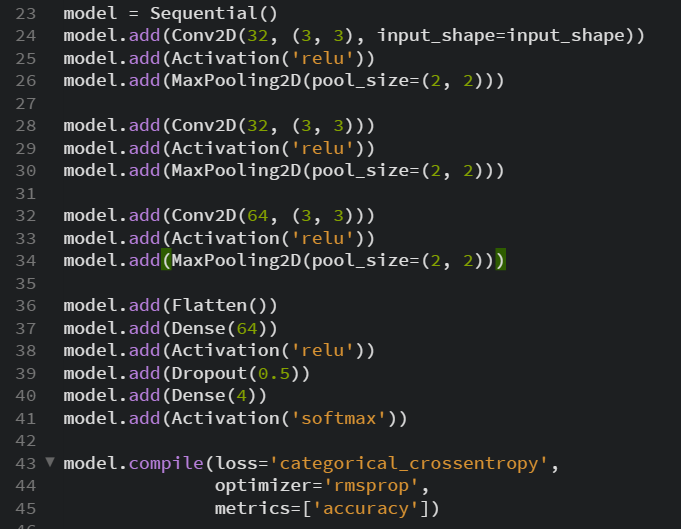 23 model = Sequential()
24 model.add(Conv2D(32, (3, 3), input_shape=input_shape))
25 model.add(Activation('relu'))
26 model.add(MaxPooling2D(pool_size=(2, 2)))
27
28 model.add(Conv2D(32, (3, 3)))
29 model.add(Activation('relu'))
30 model.add(MaxPooling2D(pool_size=(2, 2)))
31
32 model.add(Conv2D(64, (3, 3)))
33 model.add(Activation('relu'))
34 model.add(MaxPooling2D(pool_size=(2, 2)))
35
36 model.add(Flatten())
37 model.add(Dense(64))
38 model.add(Activation('relu'))
39 model.add(Dropout(0.5))
40 model.add(Dense(4))
41 model.add(Activation('softmax'))
42
43 model.compile(loss='categorical_crossentropy',
44 optimizer='rmsprop',
45 metrics=['accuracy'])